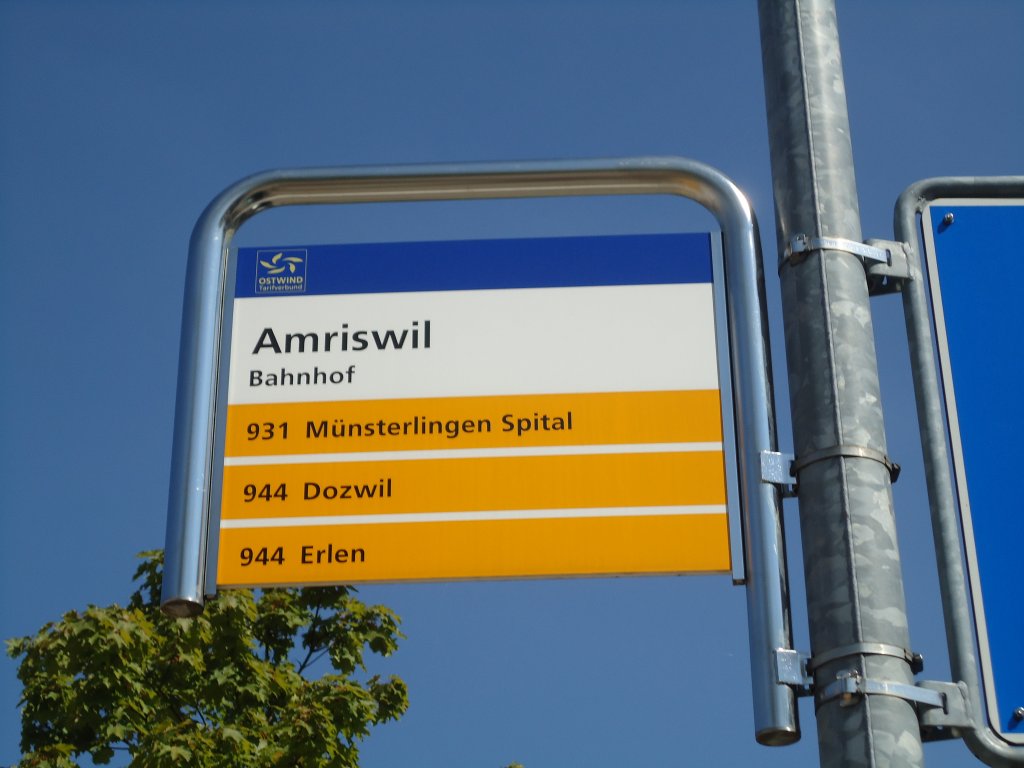 OSTWIND
Tarifverbund
Amriswil
Bahnhof
931 Münsterlingen Spital
944 Dozwil
944 Erlen